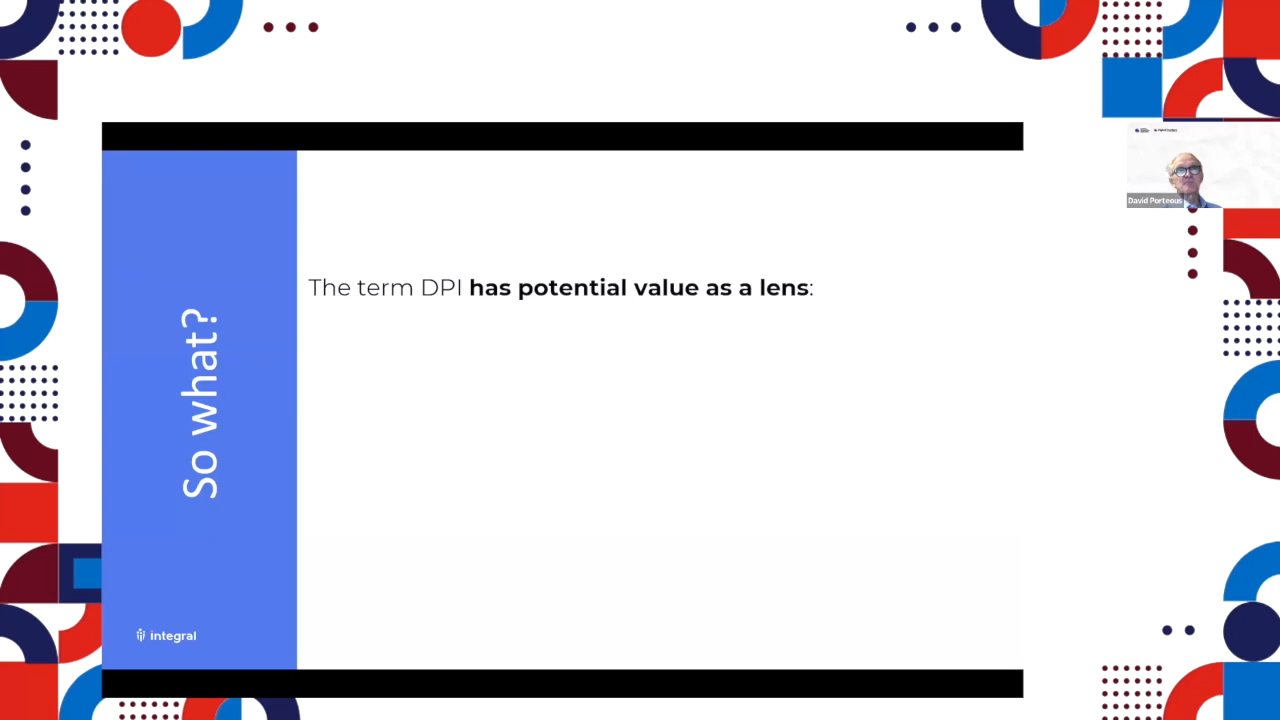 The term DPI has potential value as a lens:
So what?
integral
David Porteous